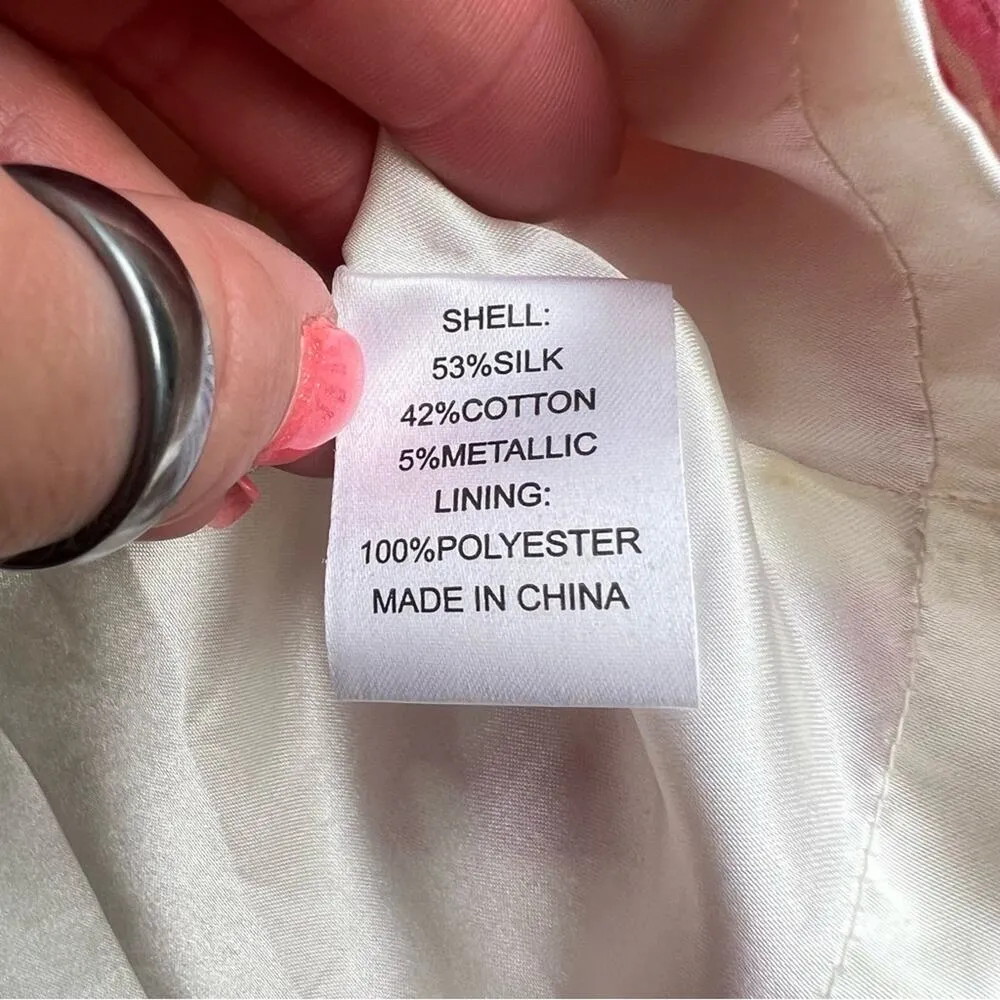 SHELL:
53%SILK
42%COTTON
5%METALLIC
LINING:
100%POLYESTER
MADE IN CHINA